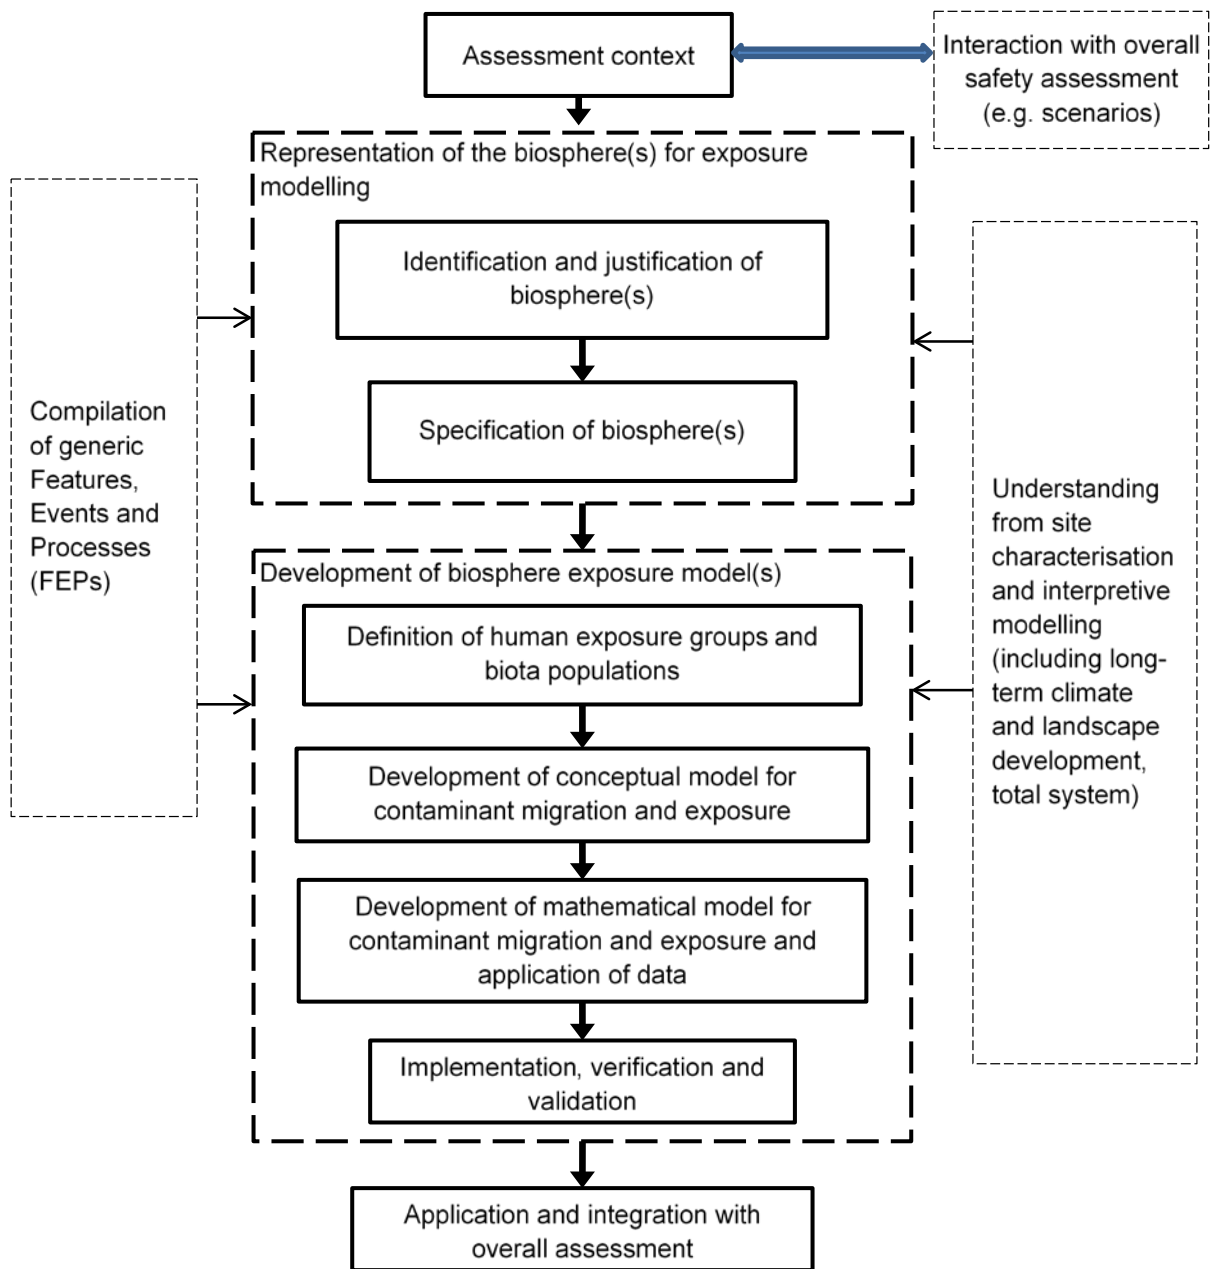 Assessment context
Interaction with overall
safety assessment
(e.g. scenarios)
Representation of the biosphere(s) for exposure
modelling
Identification and justification of
biosphere(s)
Specification of biosphere(s)
Compilation
of generic
Features,
Events and
Processes
(FEPs)
Understanding
from site
characterisation
and interpretive
modelling
(including long-
term climate
and landscape
development,
total system)
Development of biosphere exposure model(s)
Definition of human exposure groups and
biota populations
Development of conceptual model for
contaminant migration and exposure
Development of mathematical model for
contaminant migration and exposure and
application of data
Implementation, verification and
validation
Application and integration with
overall assessment